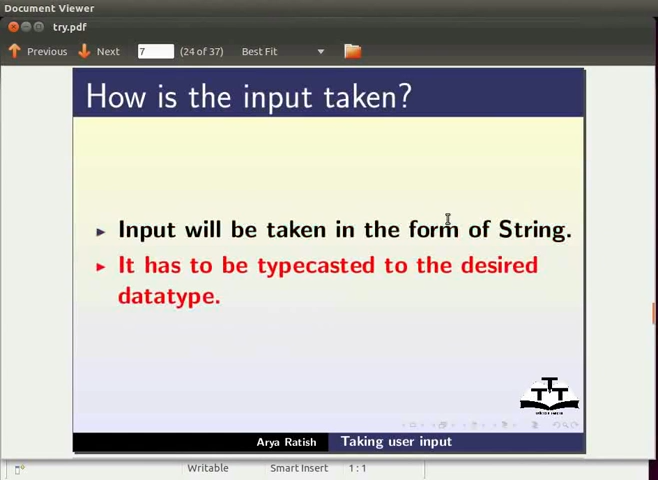 Document Viewer
try.pdf
Previous Next 7 (24 of 37) Best Fit
How is the input taken?
Input will be taken in the form of String.
It has to be typecasted to the desired
datatype.
Arya Ratish Taking user input
Writable Smart Insert 1 : 1